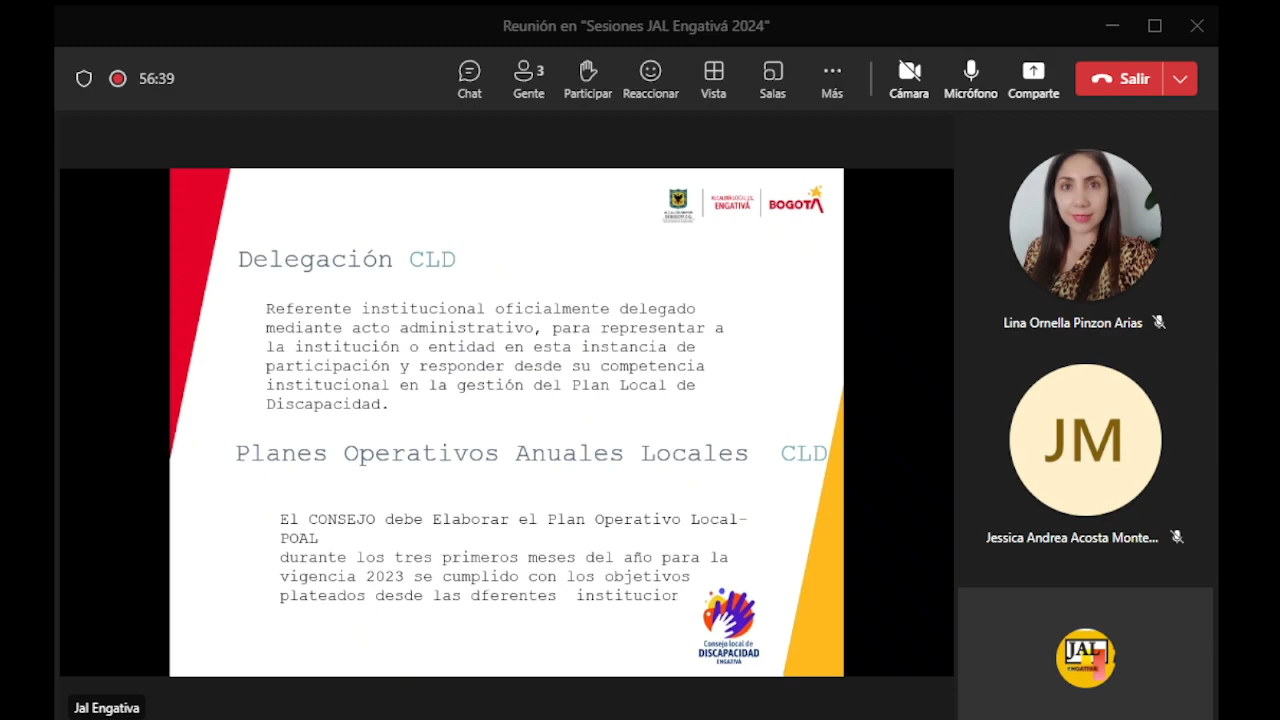 Reunión en "Sesiones JAL Engativá 2024"
56:39
Chat
3
Gente
Participar
Reaccionar
Vista
Salas
Más
Cámara
Micrófono
Comparte
Salir
ALCALDÍA LOCAL DE
ENGATIVÁ
BOGOTÁ
Delegación CLD
Referente institucional oficialmente delegado
mediante acto administrativo, para representar a
la institución o entidad en esta instancia de
participación y responder desde su competencia
institucional en la gestión del Plan Local de
Discapacidad.
Planes Operativos Anuales Locales CLD
El CONSEJO debe Elaborar el Plan Operativo Local-
POAL
durante los tres primeros meses del año para la
vigencia 2023 se cumplido con los objetivos
plateados desde las dferentes institucior
Consejo local de
DISCAPACIDAD
ENGATIVÁ
Lina Ornella Pinzon Arias
JM
Jessica Andrea Acosta Monte...
JAL
ENGATIVÁ
Jal Engativa